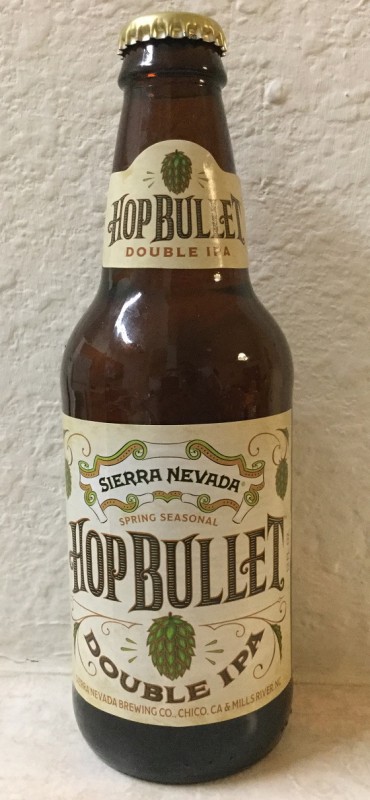 HOP BULLET
DOUBLE IPA
SIERRA NEVADA®
SPRING SEASONAL
HOP BULLET
DOUBLE IPA
SIERRA NEVADA BREWING CO., CHICO, CA & MILLS RIVER, NC